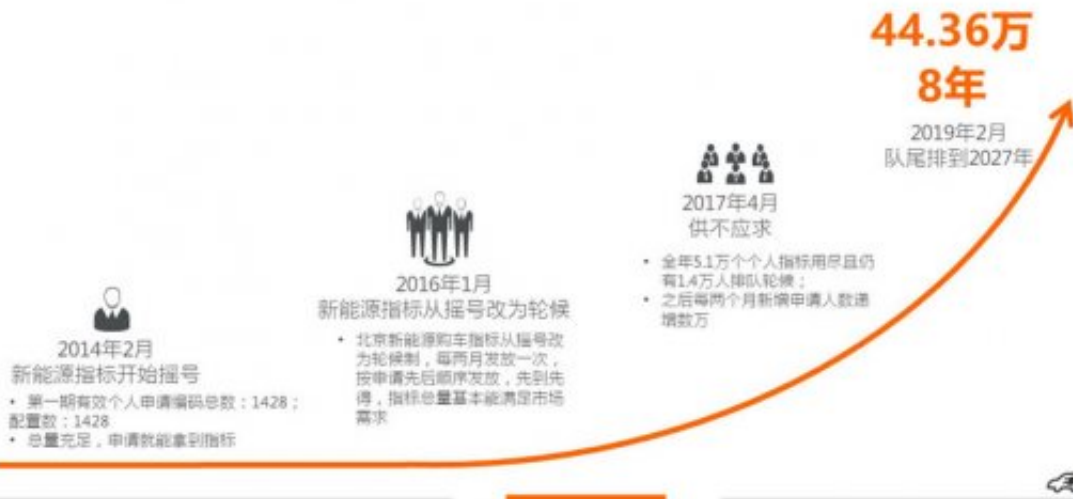 44.36万
8年
2019年2月
队尾排到2027年
2017年4月
供不应求
• 全年5.1万个个人指标用尽且仍
有1.4万人排队轮候；
• 之后每两个月新增申请人数递
增数万
2016年1月
新能源指标从摇号改为轮候
• 北京新能源购车指标从摇号改
为轮候制，每两月发放一次，
按申请先后顺序发放，先到先
得，指标总量基本能满足市场
需求
2014年2月
新能源指标开始摇号
• 第一期有效个人申请编码总数：1428；
配置数：1428
• 总量充足，申请就能拿到指标